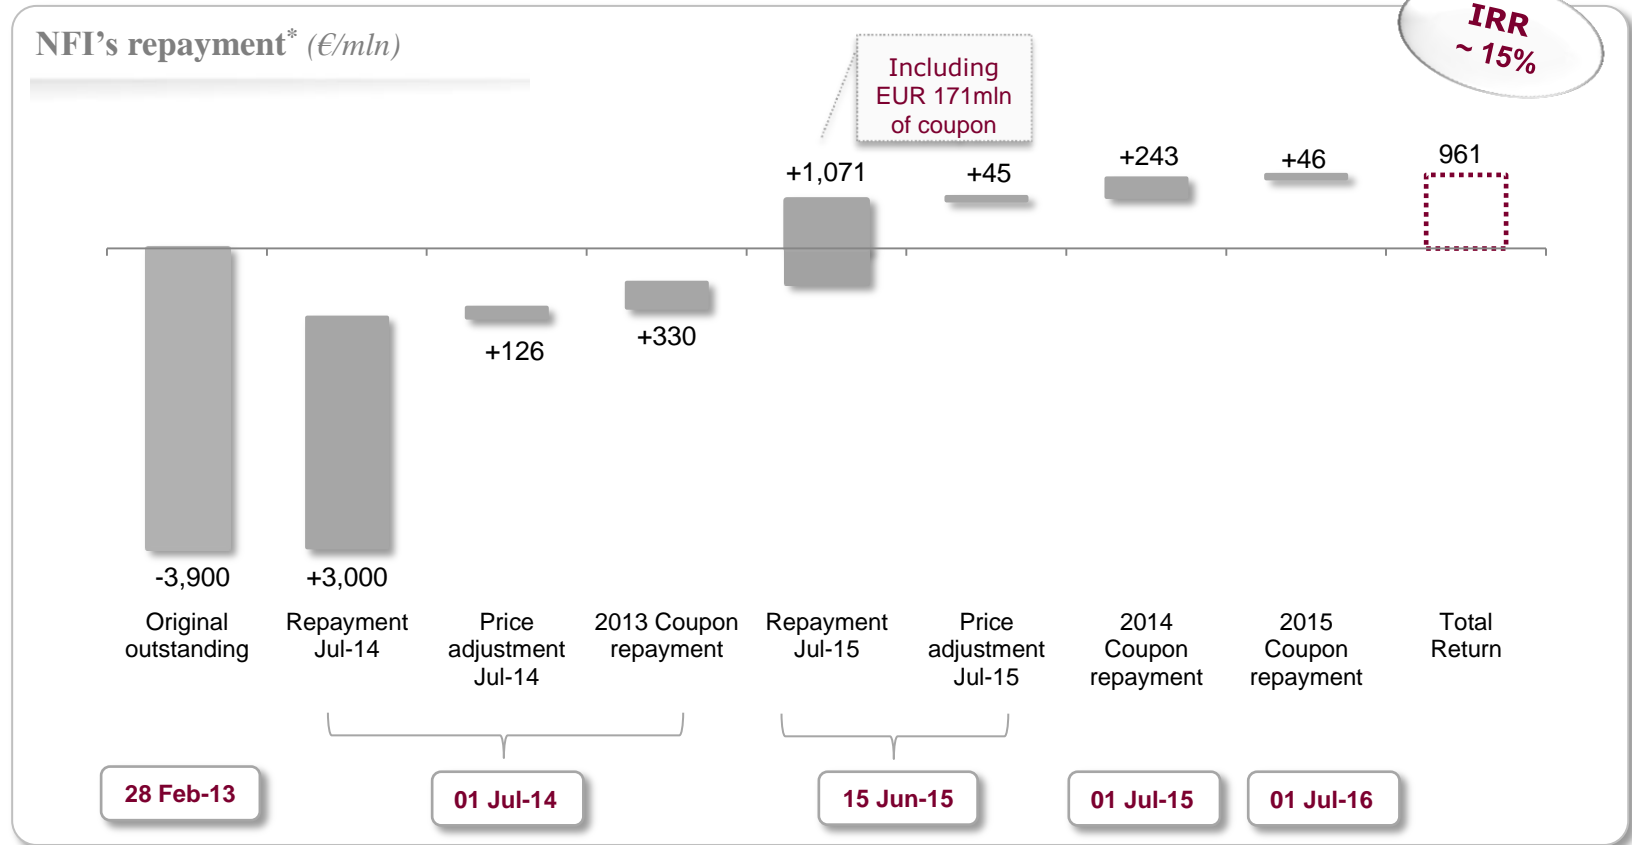 NFI's repayment* (€/mln)
IRR
~ 15%
Including
EUR 171mln
of coupon
+1,071
+45
+243
+46
961
+126
+330
-3,900
+3,000
Original
outstanding
Repayment
Jul-14
Price
adjustment
Jul-14
2013 Coupon
repayment
Repayment
Jul-15
Price
adjustment
Jul-15
2014
Coupon
repayment
2015
Coupon
repayment
Total
Return
28 Feb-13
01 Jul-14
15 Jun-15
01 Jul-15
01 Jul-16